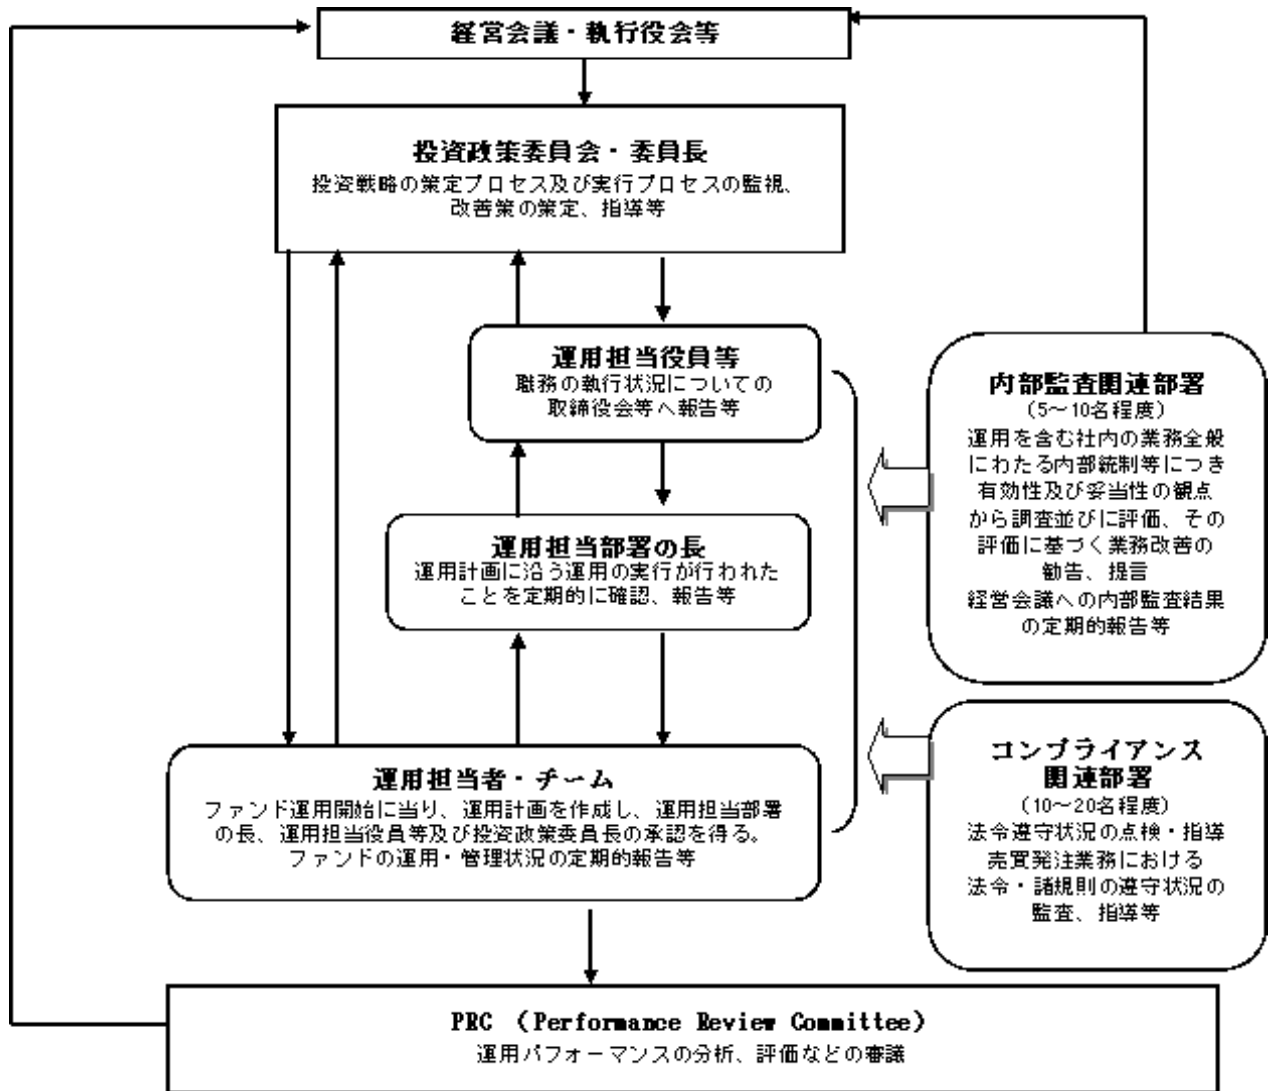 経営会議・執行役会等
投資政策委員会・委員長
投資戦略の策定プロセス及び実行プロセスの監視、
改善策の策定、指導等
運用担当役員等
職務の執行状況についての
取締役会等へ報告等
運用担当部署の長
運用計画に沿う運用の実行が行われた
ことを定期的に確認、報告等
運用担当者・チーム
ファンド運用開始に当り、運用計画を作成し、運用担当部署
の長、運用担当役員等及び投資政策委員長の承認を得る。
ファンドの運用・管理状況の定期的報告等
内部監査関連部署
（5～10名程度）
運用を含む社内の業務全般
にわたる内部統制等につき
有効性及び妥当性の観点
から調査並びに評価、その
評価に基づく業務改善の
勧告、提言
経営会議への内部監査結果
の定期的報告等
コンプライアンス
関連部署
（10～20名程度）
法令遵守状況の点検・指導
売買発注業務における
法令・諸規則の遵守状況の
監査、指導等
PRC （Performance Review Committee）
運用パフォーマンスの分析、評価などの審議